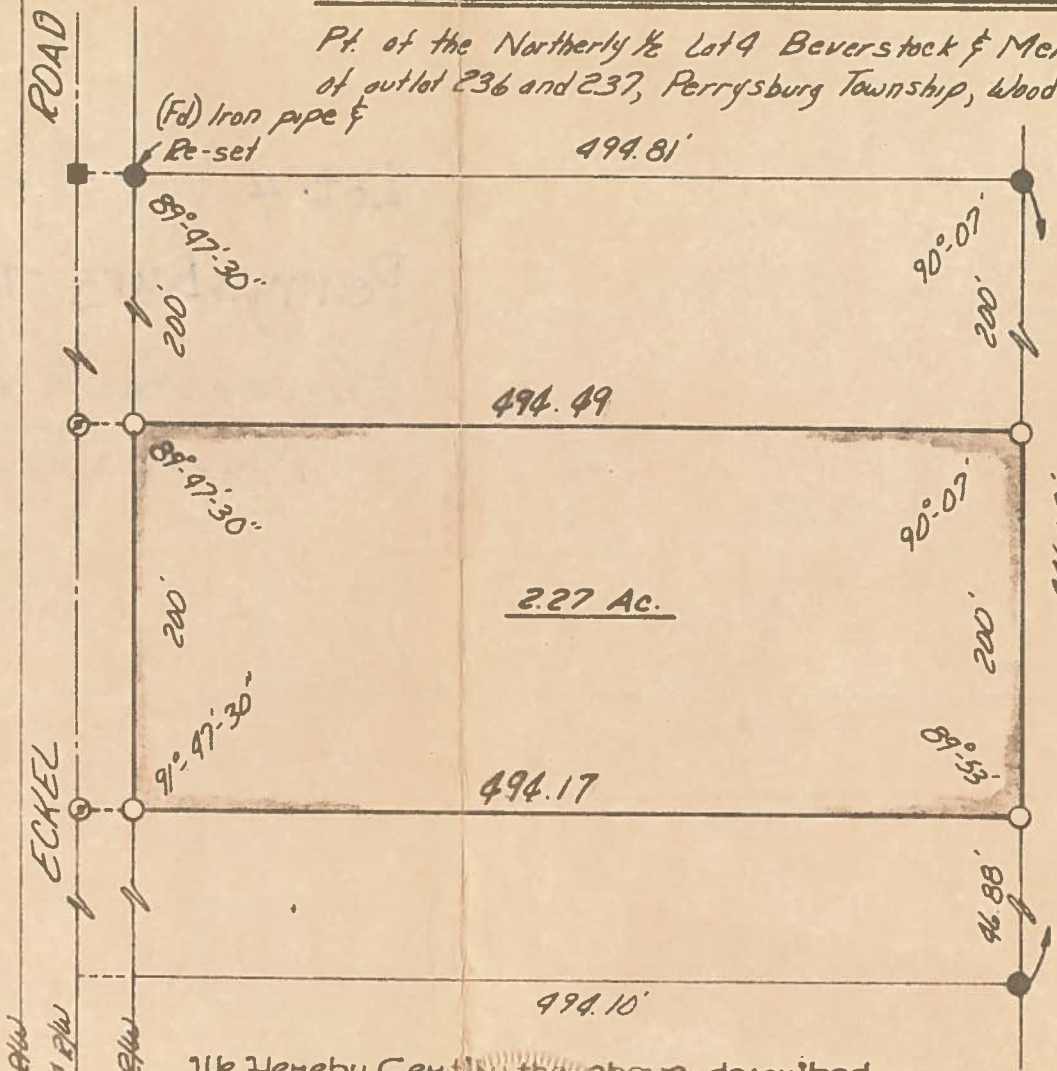 Pt. of the Northerly ½ Lot 4 Beverstock &
of outlot 236 and 237, Perrysburg Township, Wood
ROAD
(Fd) Iron pipe &
Re-set
494.81'
89°-47'-30"
90°-07'
200'
200'
494.49
89°-47'-30"
90°-07'
200'
2.27 Ac.
200'
91°-47'-30"
89°-53'
ECKEL
494.17
46.88'
494.10'
R/W
R/W
R/W
We Hereby Certify the above described